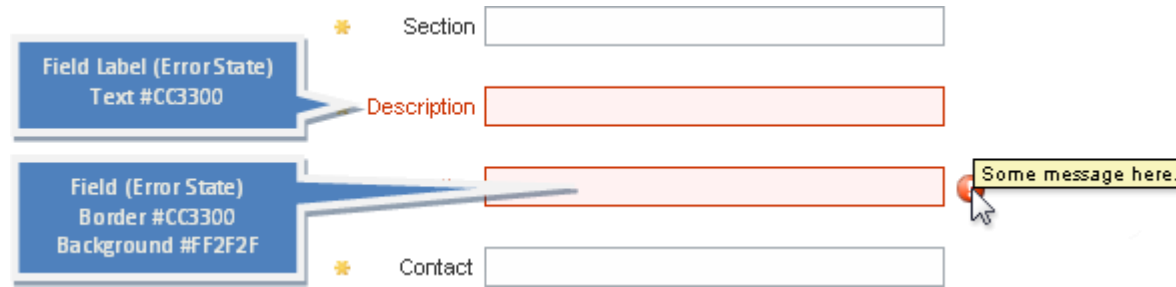 Section
Field Label (Error State)
Text #CC3300
Description
Some message here.
Field (Error State)
Border #CC3300
Background #FF2F2F
Contact